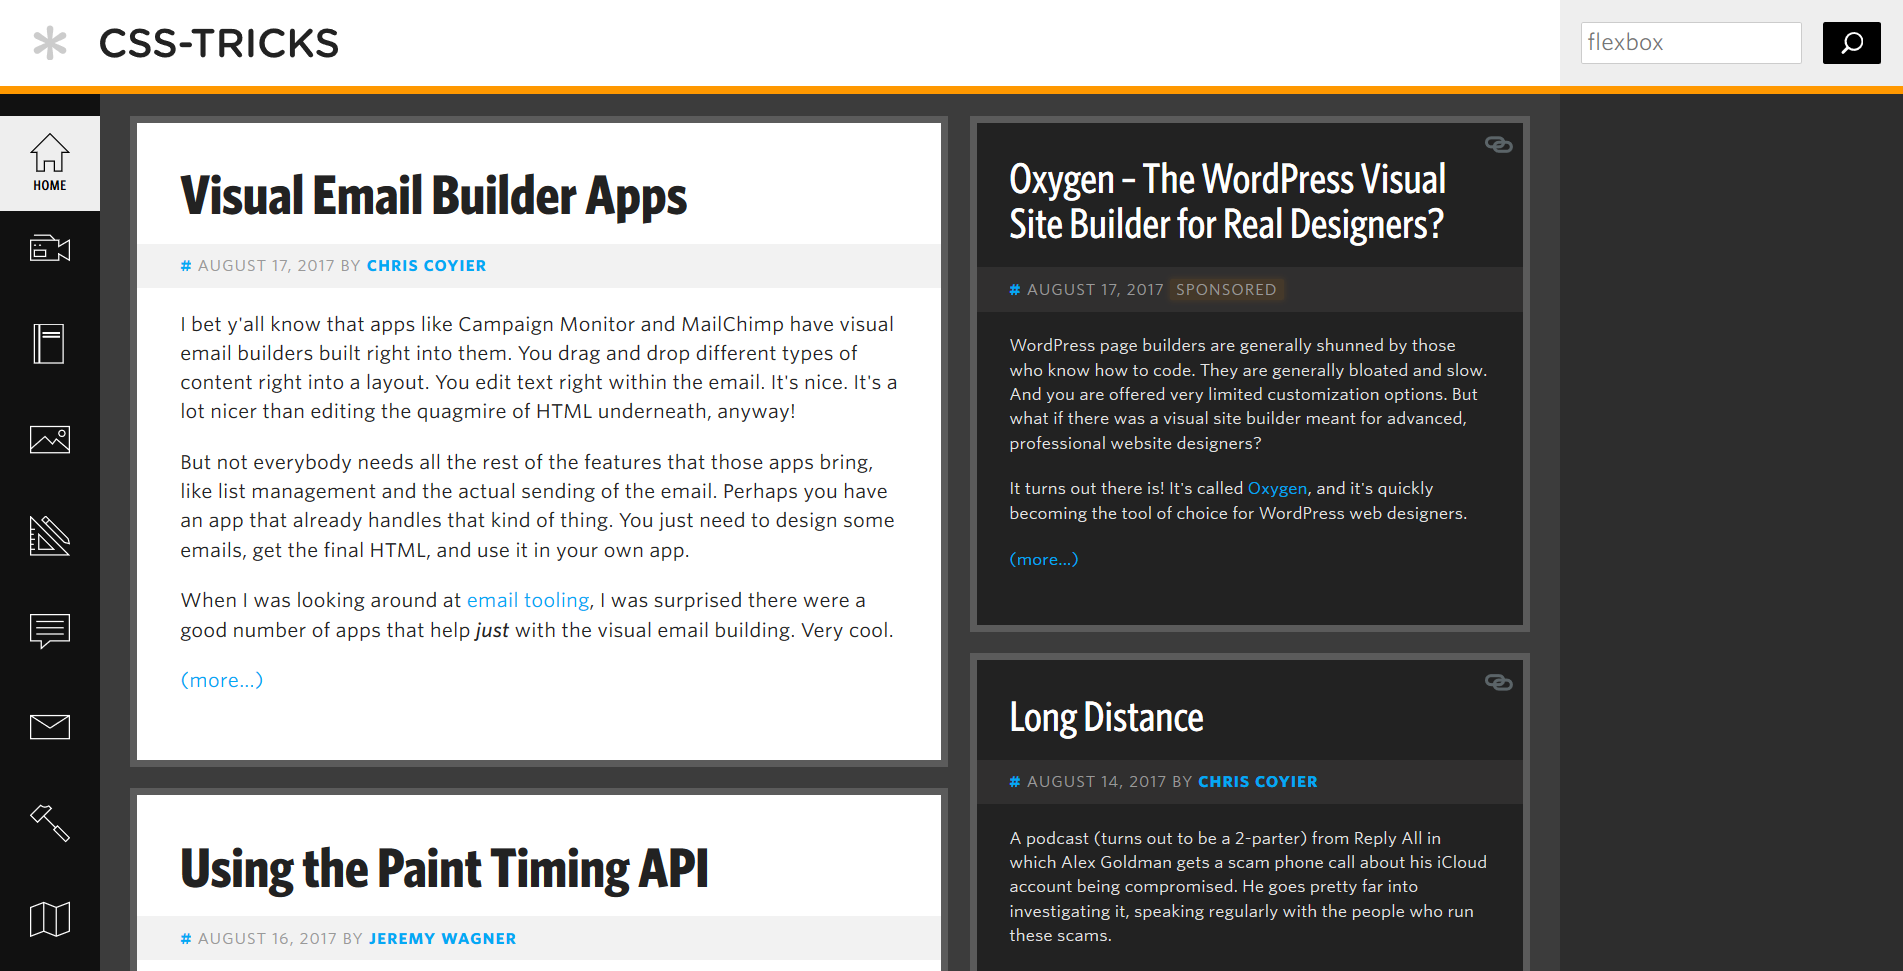 CSS-TRICKS
flexbox
HOME
Visual Email Builder Apps
# AUGUST 17, 2017 BY CHRIS COYIER
I bet y'all know that apps like Campaign Monitor and MailChimp have visual
email builders built right into them. You drag and drop different types of
content right into a layout. You edit text right within the email. It's nice. It's a
lot nicer than editing the quagmire of HTML underneath, anyway!
But not everybody needs all the rest of the features that those apps bring,
like list management and the actual sending of the email. Perhaps you have
an app that already handles that kind of thing. You just need to design some
emails, get the final HTML, and use it in your own app.
When I was looking around at email tooling, I was surprised there were a
good number of apps that help just with the visual email building. Very cool.
(more…)
Using the Paint Timing API
# AUGUST 16, 2017 BY JEREMY WAGNER
Oxygen – The WordPress Visual
Site Builder for Real Designers?
# AUGUST 17, 2017 SPONSORED
WordPress page builders are generally shunned by those
who know how to code. They are generally bloated and slow.
And you are offered very limited customization options. But
what if there was a visual site builder meant for advanced,
professional website designers?
It turns out there is! It's called Oxygen, and it's quickly
becoming the tool of choice for WordPress web designers.
(more…)
Long Distance
# AUGUST 14, 2017 BY CHRIS COYIER
A podcast (turns out to be a 2-parter) from Reply All in
which Alex Goldman gets a scam phone call about his iCloud
account being compromised. He goes pretty far into
investigating it, speaking regularly with the people who run
these scams.